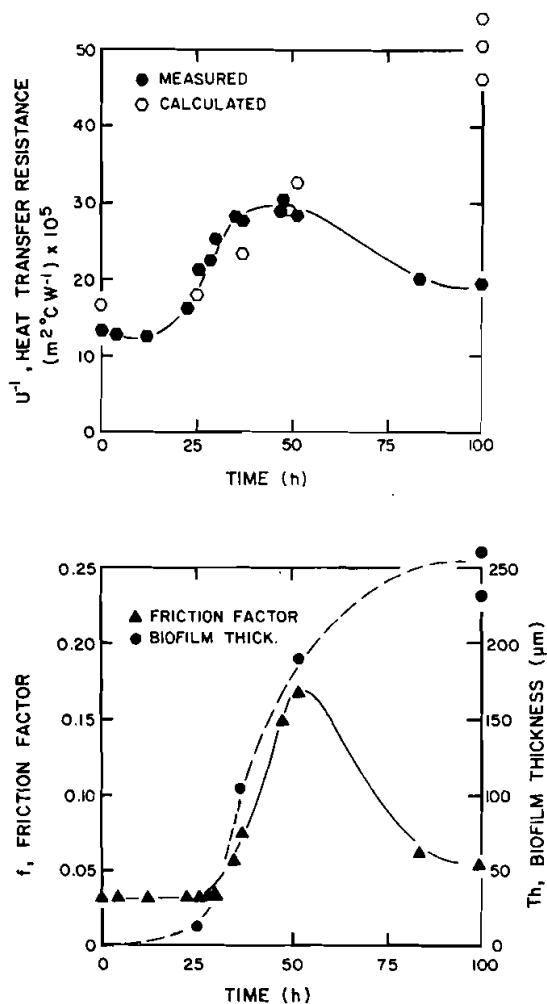 50
40
30
20
10
0
U⁻¹, HEAT TRANSFER RESISTANCE
(m² °C W⁻¹) x 10⁵
MEASURED
CALCULATED
0 25 50 75 100
TIME (h)
0.25
0.20
0.15
0.10
0.05
0
f, FRICTION FACTOR
FRICTION FACTOR
BIOFILM THICK.
250
200
150
100
50
0
Th, BIOFILM THICKNESS (μm)
0 25 50 75 100
TIME (h)